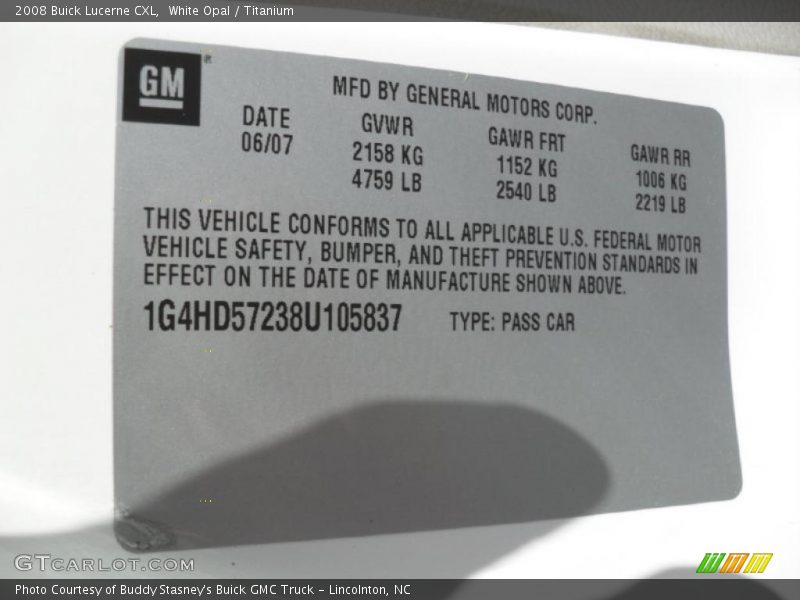 2008 Buick Lucerne CXL, White Opal / Titanium
GM
MFD BY GENERAL MOTORS CORP.
DATE GVWR GAWR FRT GAWR RR
06/07 2158 KG 1152 KG 1006 KG
4759 LB 2540 LB 2219 LB
THIS VEHICLE CONFORMS TO ALL APPLICABLE U.S. FEDERAL MOTOR
VEHICLE SAFETY, BUMPER, AND THEFT PREVENTION STANDARDS IN
EFFECT ON THE DATE OF MANUFACTURE SHOWN ABOVE.
1G4HD57238U105837 TYPE: PASS CAR
GTCARLOT.COM
Photo Courtesy of Buddy Stasney's Buick GMC Truck - Lincolnton, NC